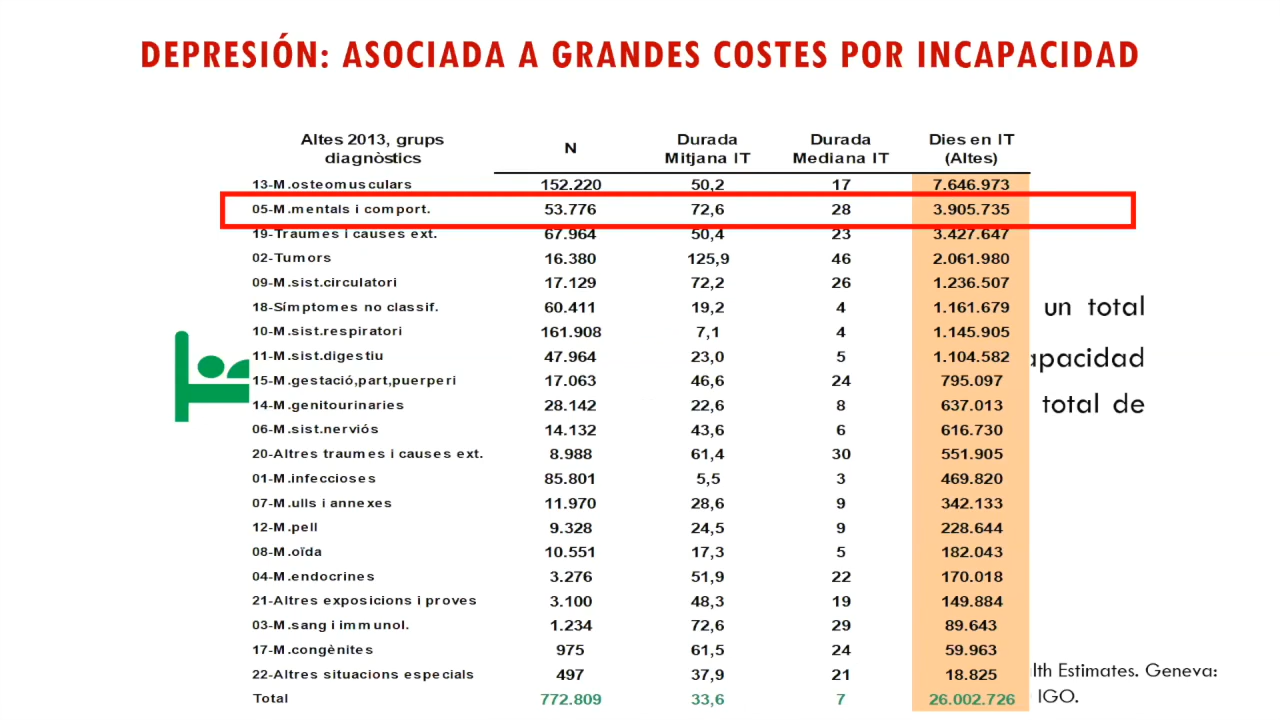 DEPRESIÓN: ASOCIADA A GRANDES COSTES POR INCAPACIDAD
Altes 2013, grups diagnòstics N Durada Mitjana IT Durada Mediana IT Dies en IT (Altes)
13-M.osteomusculars 152.220 50,2 17 7.646.973
05-M.mentals i comport. 53.776 72,6 28 3.905.735
19-Traumes i causes ext. 67.964 50,4 23 3.427.647
02-Tumors 16.380 125,9 46 2.061.980
09-M.sist.circulatori 17.129 72,2 26 1.236.507
18-Símptomes no classif. 60.411 19,2 4 1.161.679
un total
10-M.sist.respiratori 161.908 7,1 4 1.145.905
11-M.sist.digestiu 47.964 23,0 5 1.104.582
apacidad
15-M.gestació,part,puerperi 17.063 46,6 24 795.097
14-M.genitourinaries 28.142 22,6 8 637.013
total de
06-M.sist.nerviós 14.132 43,6 6 616.730
20-Altres traumes i causes ext. 8.988 61,4 30 551.905
01-M.infeccioses 85.801 5,5 3 469.820
07-M.ulls i annexes 11.970 28,6 9 342.133
12-M.pell 9.328 24,5 9 228.644
08-M.oïda 10.551 17,3 5 182.043
04-M.endocrines 3.276 51,9 22 170.018
21-Altres exposicions i proves 3.100 48,3 19 149.884
03-M.sang i immunol. 1.234 72,6 29 89.643
17-M.congènites 975 61,5 24 59.963
22-Altres situacions especials 497 37,9 21 18.825
lth Estimates. Geneva:
Total 772.809 33,6 7 26.002.726
IGO.